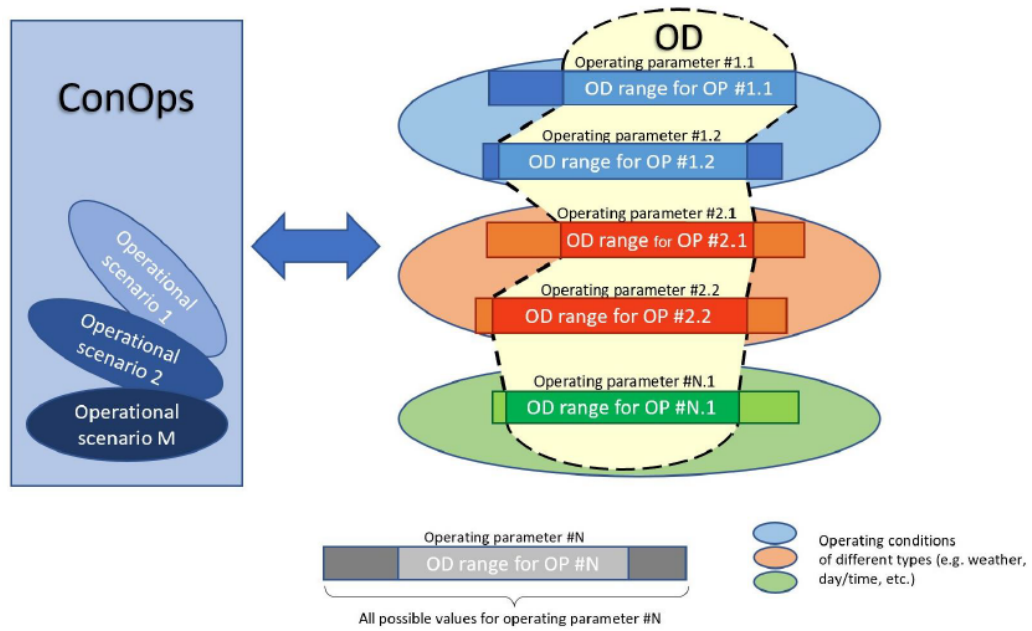 ConOps
Operational
scenario 1
Operational
scenario 2
Operational
scenario M
OD
Operating parameter #1.1
OD range for OP #1.1
Operating parameter #1.2
OD range for OP #1.2
Operating parameter #2.1
OD range for OP #2.1
Operating parameter #2.2
OD range for OP #2.2
Operating parameter #N.1
OD range for OP #N.1
Operating parameter #N
OD range for OP #N
All possible values for operating parameter #N
Operating conditions
of different types (e.g. weather,
day/time, etc.)